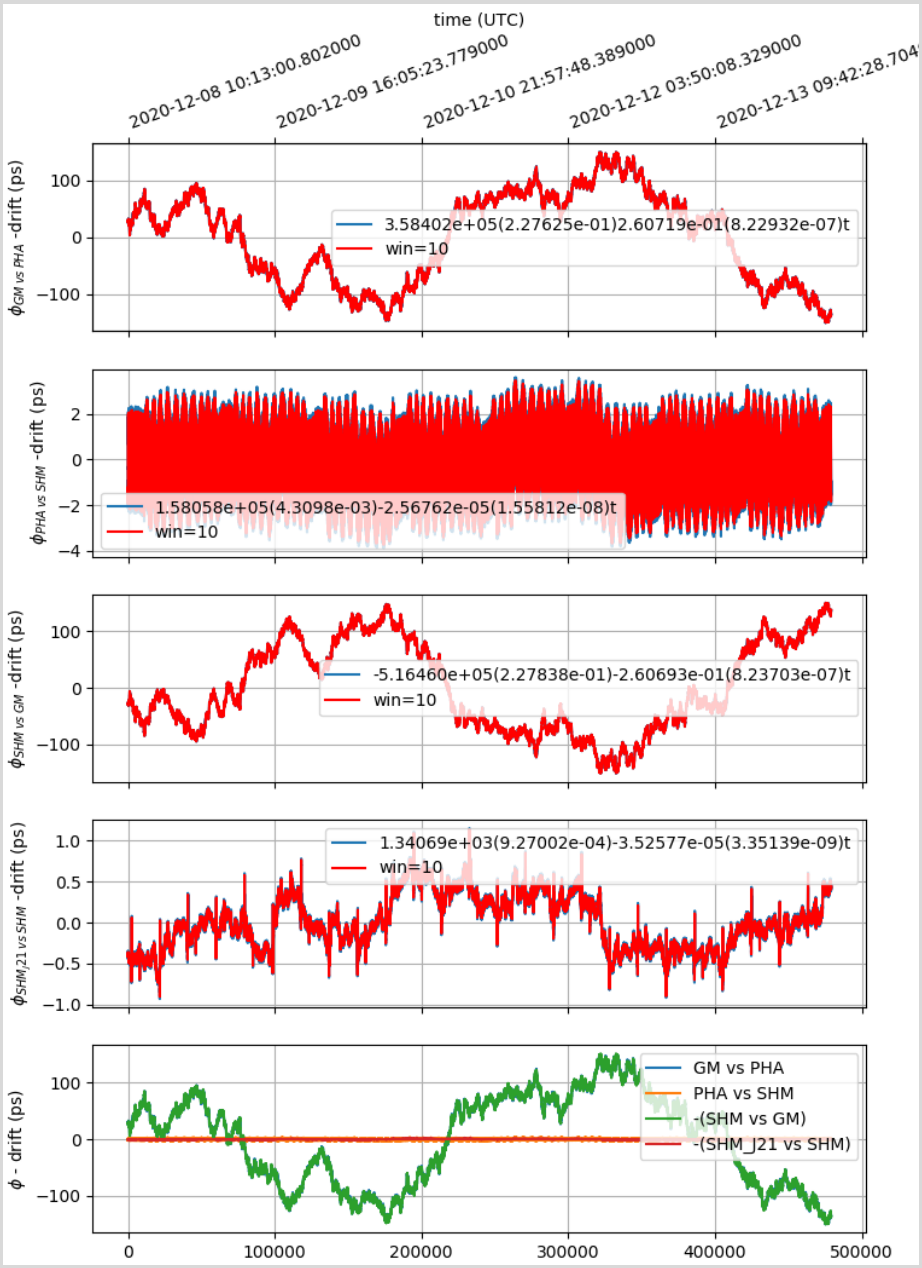 time (UTC)
2020-12-08 10:13:00.802000
2020-12-09 16:05:23.779000
2020-12-10 21:57:48.389000
2020-12-12 03:50:08.329000
2020-12-13 09:42:28.704
ϕGM vs PHA -drift (ps)
100
0
−100
3.58402e+05(2.27625e-01)2.60719e-01(8.22932e-07)t
win=10
ϕPHA vs SHM -drift (ps)
2
0
−2
−4
1.58058e+05(4.3098e-03)-2.56762e-05(1.55812e-08)t
win=10
ϕSHM vs GM -drift (ps)
100
0
−100
-5.16460e+05(2.27838e-01)-2.60693e-01(8.23703e-07)t
win=10
ϕSHMJ21 vs SHM -drift (ps)
1.0
0.5
0.0
−0.5
−1.0
1.34069e+03(9.27002e-04)-3.52577e-05(3.35139e-09)t
win=10
ϕ - drift (ps)
100
0
−100
GM vs PHA
PHA vs SHM
-(SHM vs GM)
-(SHM_J21 vs SHM)
0
100000
200000
300000
400000
500000